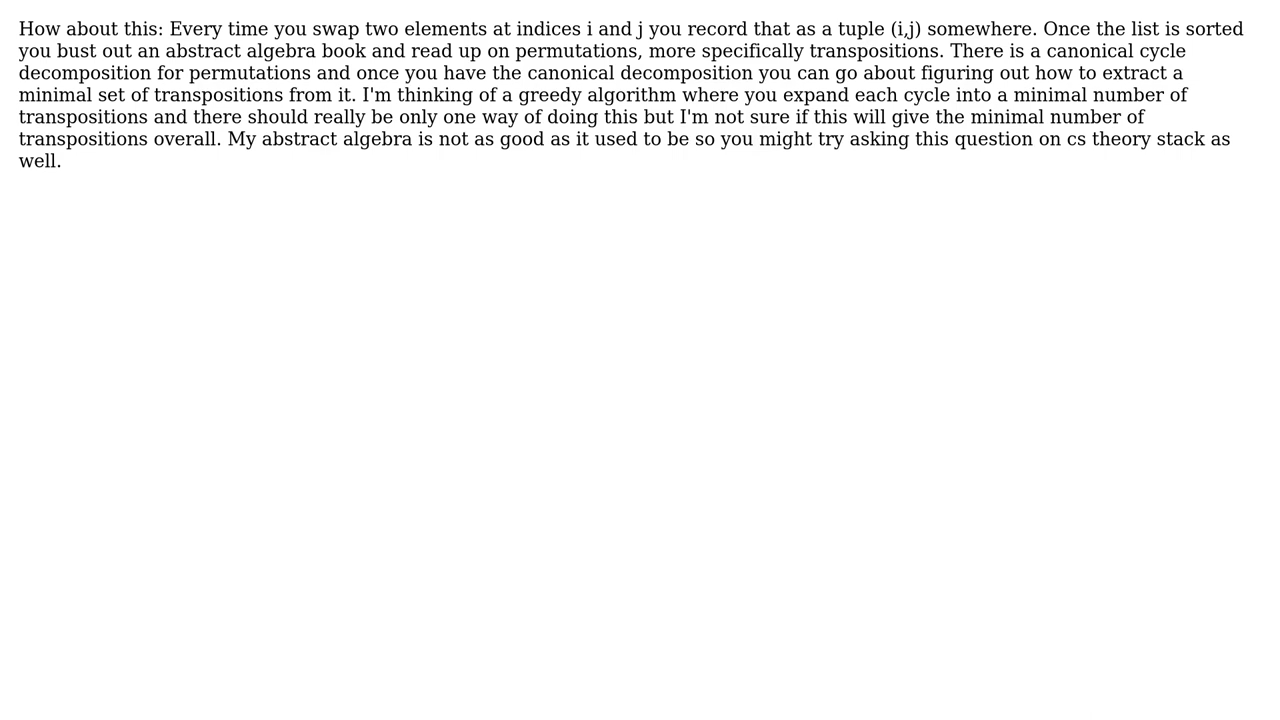 How about this: Every time you swap two elements at indices i and j you record that as a tuple (i,j) somewhere. Once the list is sorted
you bust out an abstract algebra book and read up on permutations, more specifically transpositions. There is a canonical cycle
decomposition for permutations and once you have the canonical decomposition you can go about figuring out how to extract a
minimal set of transpositions from it. I'm thinking of a greedy algorithm where you expand each cycle into a minimal number of
transpositions and there should really be only one way of doing this but I'm not sure if this will give the minimal number of
transpositions overall. My abstract algebra is not as good as it used to be so you might try asking this question on cs theory stack as
well.